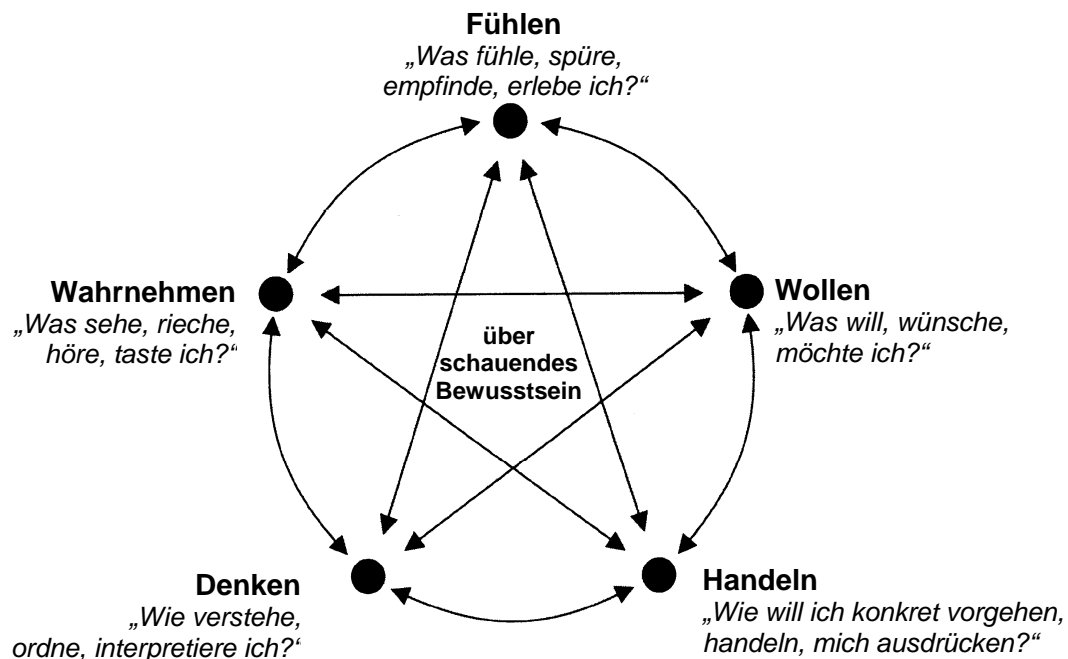 Fühlen
„Was fühle, spüre,
empfinde, erlebe ich?“
Wahrnehmen
„Was sehe, rieche,
höre, taste ich?“
Wollen
„Was will, wünsche,
möchte ich?“
über
schauendes
Bewusstsein
Denken
„Wie verstehe,
ordne, interpretiere ich?‘
Handeln
„Wie will ich konkret vorgehen,
handeln, mich ausdrücken?“